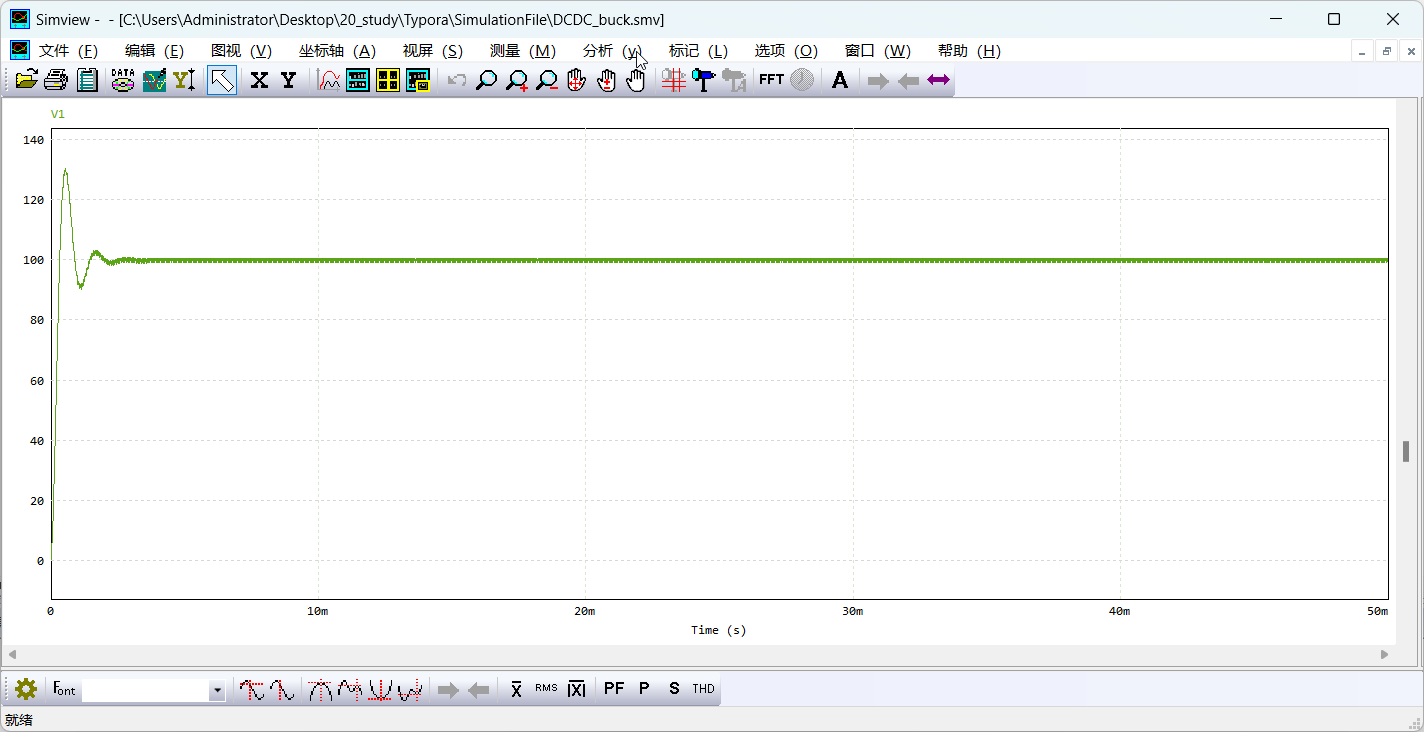 Simview - - [C:\Users\Administrator\Desktop\20_study\Typora\SimulationFile\DCDC_buck.smv]
文件 (F) 编辑 (E) 图视 (V) 坐标轴 (A) 视屏 (S) 测量 (M) 分析 (y) 标记 (L) 选项 (O) 窗口 (W) 帮助 (H)
DATA Y X Y FFT A
V1
140
120
100
80
60
40
20
0
0 10m 20m 30m 40m 50m
Time (s)
Font X RMS |X| PF P S THD
就绪